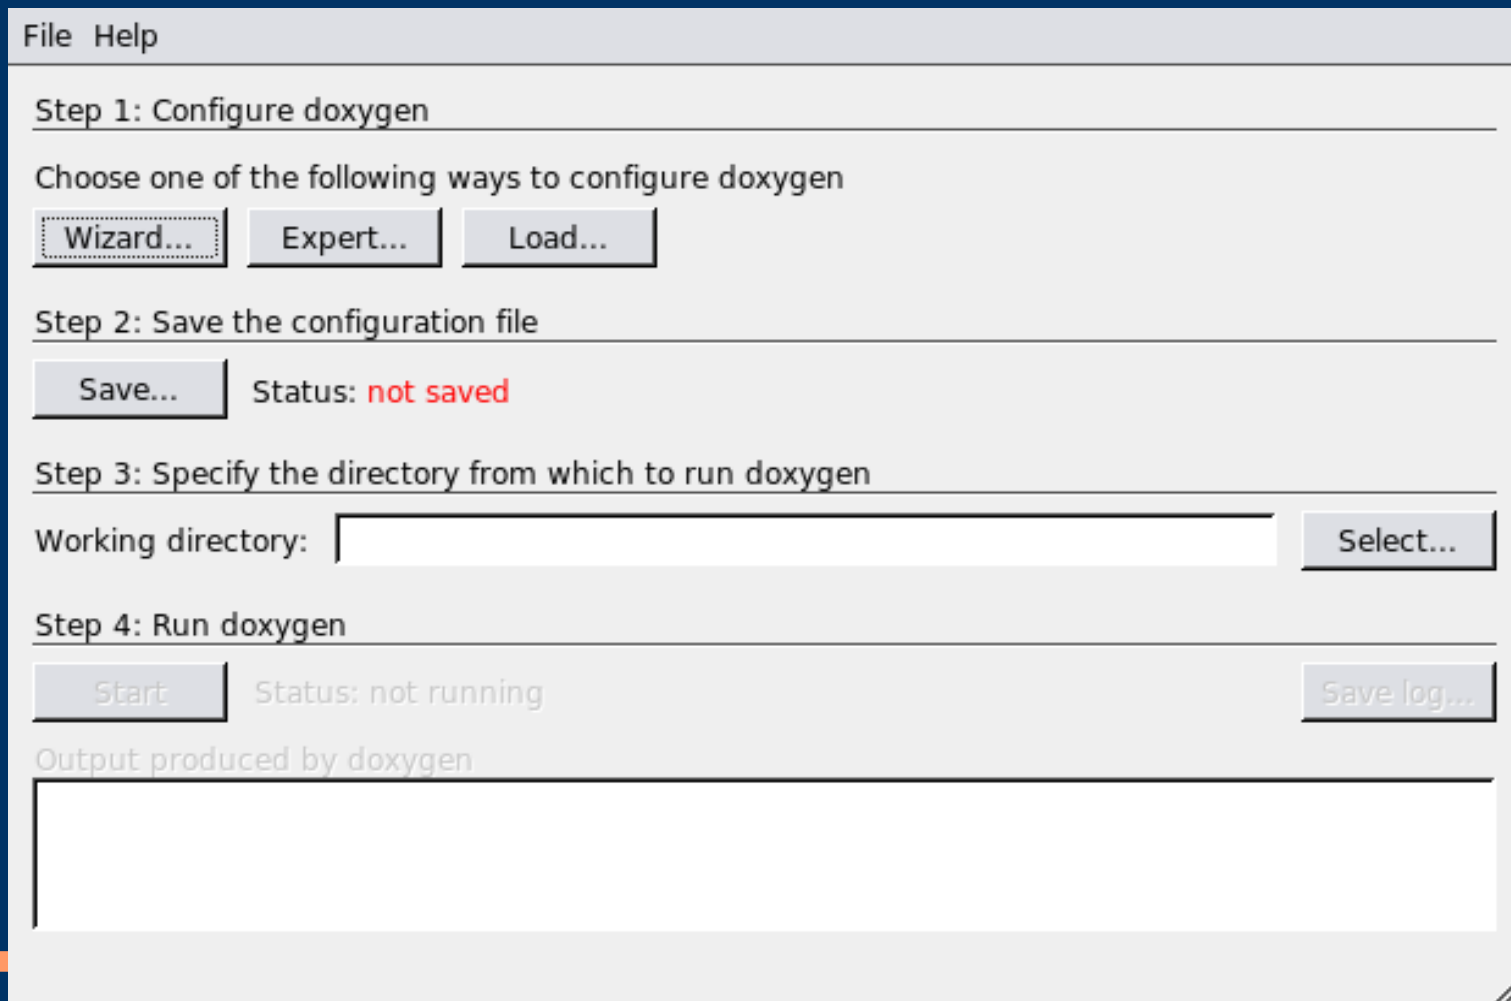 File Help
Step 1: Configure doxygen
Choose one of the following ways to configure doxygen
Wizard... Expert... Load...
Step 2: Save the configuration file
Save... Status: not saved
Step 3: Specify the directory from which to run doxygen
Working directory: Select...
Step 4: Run doxygen
Start Status: not running Save log...
Output produced by doxygen